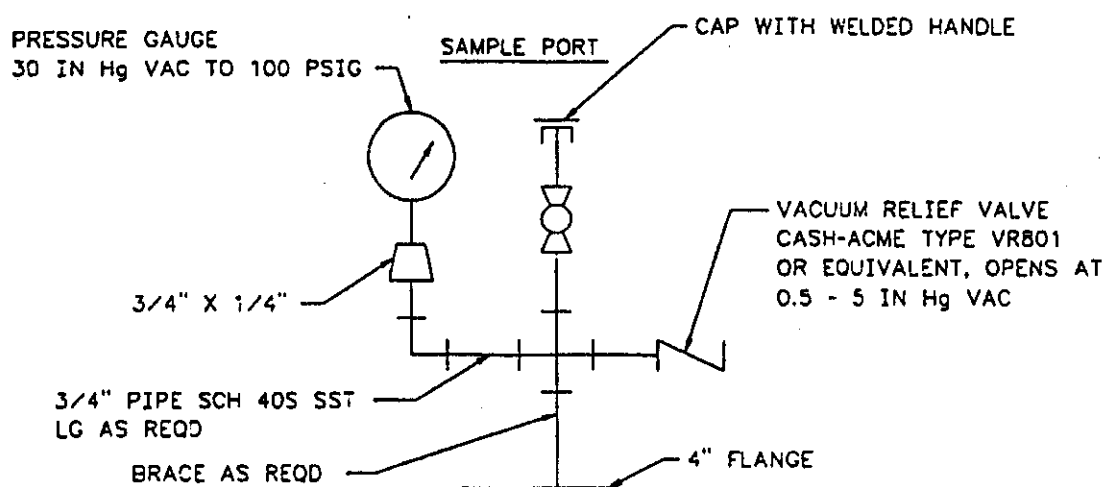 PRESSURE GAUGE
30 IN Hg VAC TO 100 PSIG
SAMPLE PORT
CAP WITH WELDED HANDLE
VACUUM RELIEF VALVE
CASH-ACME TYPE VR801
OR EQUIVALENT, OPENS AT
0.5 - 5 IN Hg VAC
3/4" X 1/4"
3/4" PIPE SCH 40S SST
LG AS REQD
BRACE AS REQD
4" FLANGE